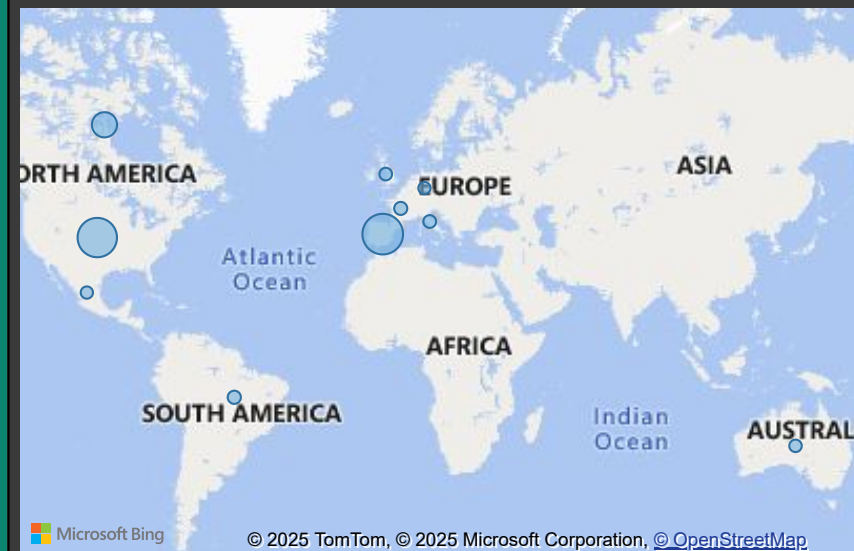 ORTH AMERICA
EUROPE
ASIA
Atlantic
Ocean
AFRICA
SOUTH AMERICA
Indian
Ocean
AUSTRAL
Microsoft Bing
© 2025 TomTom, © 2025 Microsoft Corporation, © OpenStreetMap